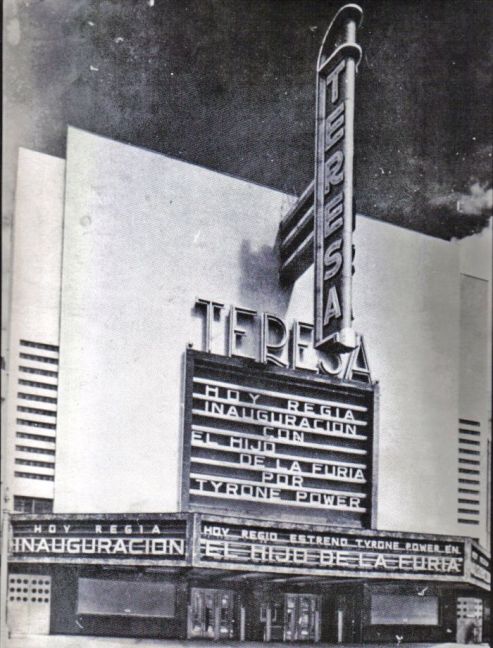 TERESA
TERESA
HOY REGIA
INAUGURACION
CON
EL HIJO
DE LA FURIA
POR
TYRONE POWER
HOY REGIA
INAUGURACION
HOY REGIO ESTRENO TYRONE POWER EN
EL HIJO DE LA FURIA